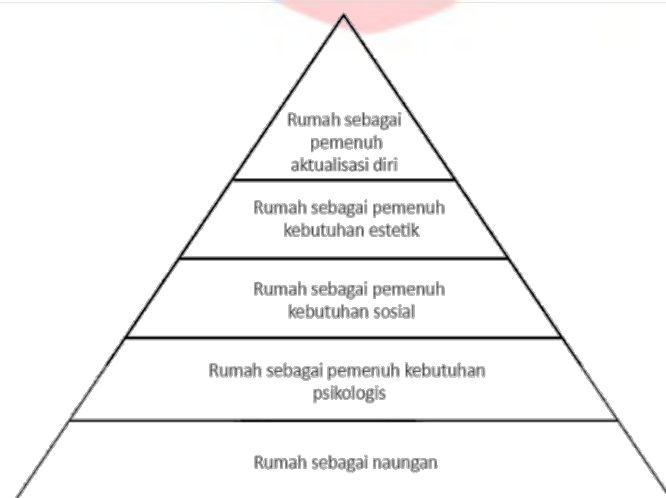 Rumah sebagai
pemenuh
aktualisasi diri
Rumah sebagai pemenuh
kebutuhan estetik
Rumah sebagai pemenuh
kebutuhan sosial
Rumah sebagai pemenuh kebutuhan
psikologis
Rumah sebagai naungan